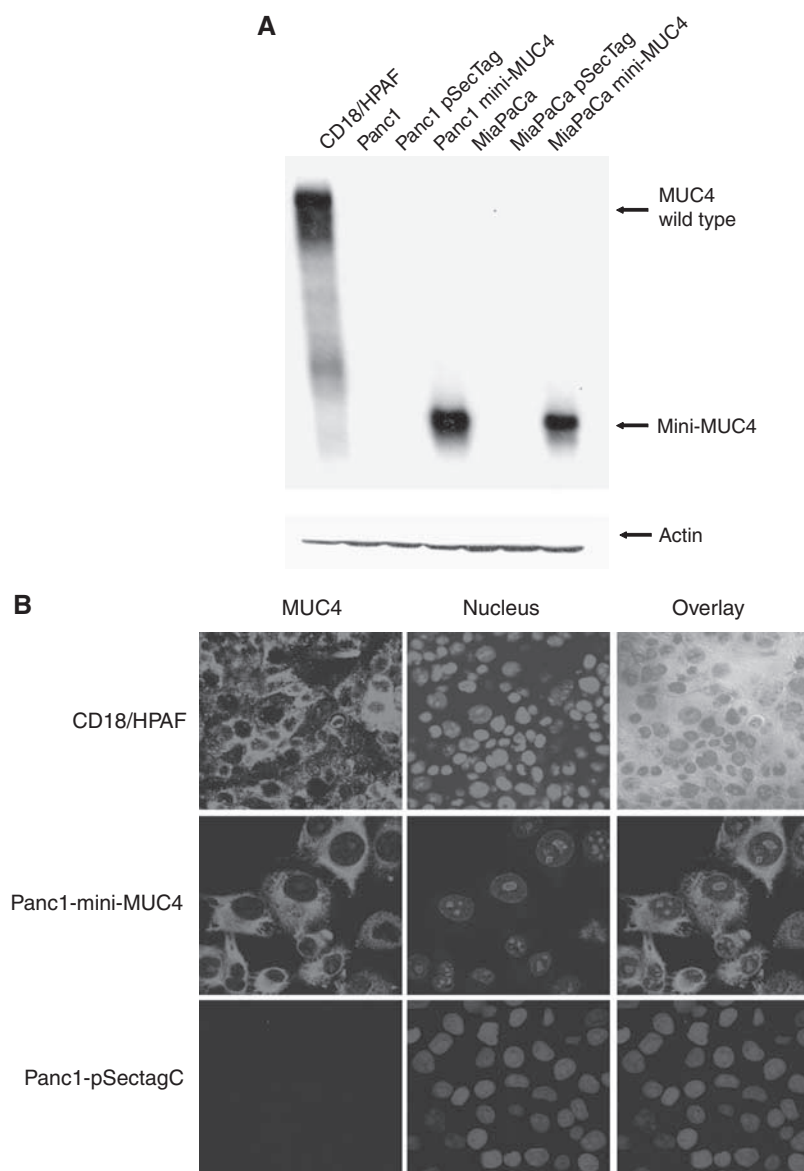 A
CD18/HPAF
Panc1
Panc1 pSecTag
Panc1 mini-MUC4
MiaPaCa
MiaPaCa pSecTag
MiaPaCa mini-MUC4
MUC4
wild type
Mini-MUC4
Actin
B
MUC4
Nucleus
Overlay
CD18/HPAF
Panc1-mini-MUC4
Panc1-pSectagC